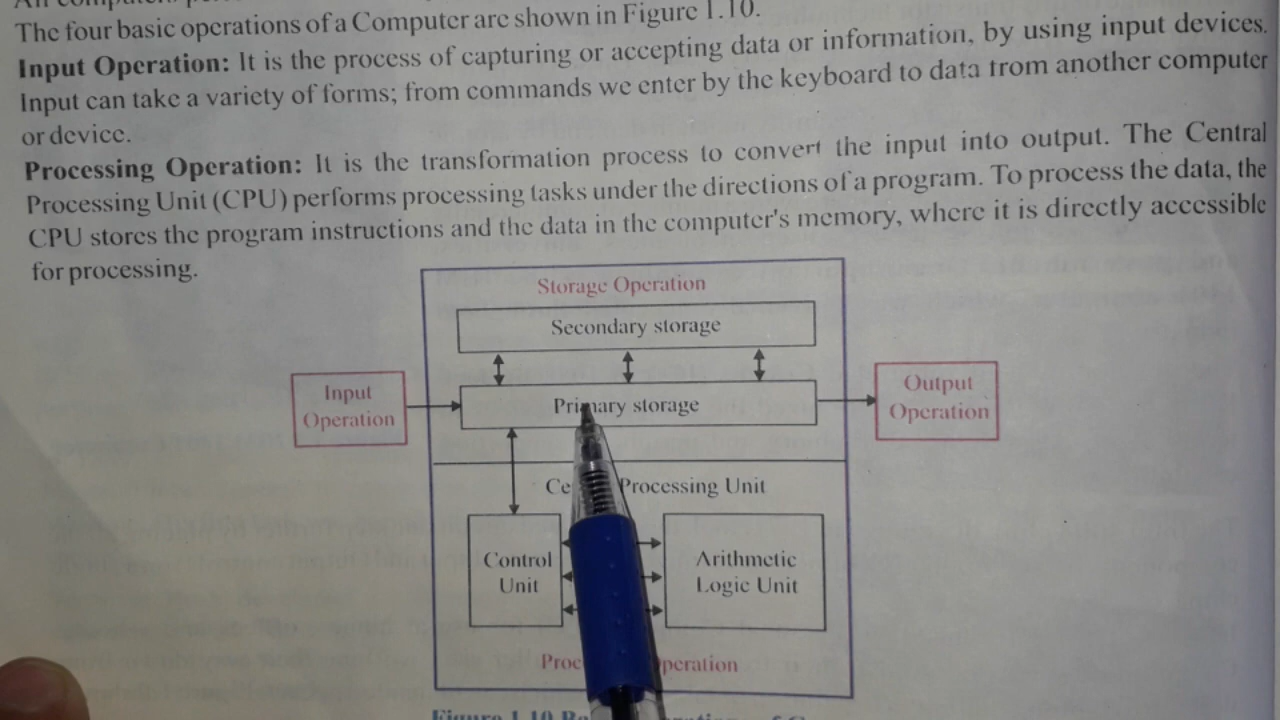 The four basic operations of a Computer are shown in Figure 1.10.
Input Operation: It is the process of capturing or accepting data or information, by using input devices.
Input can take a variety of forms; from commands we enter by the keyboard to data from another computer
or device.
Processing Operation: It is the transformation process to convert the input into output. The Central
Processing Unit (CPU) performs processing tasks under the directions of a program. To process the data, the
CPU stores the program instructions and the data in the computer's memory, where it is directly accessible
for processing.
Storage Operation
Secondary storage
Input
Operation
Primary storage
Output
Operation
Processing Unit
Control
Unit
Arithmetic
Logic Unit
Figure 1.10